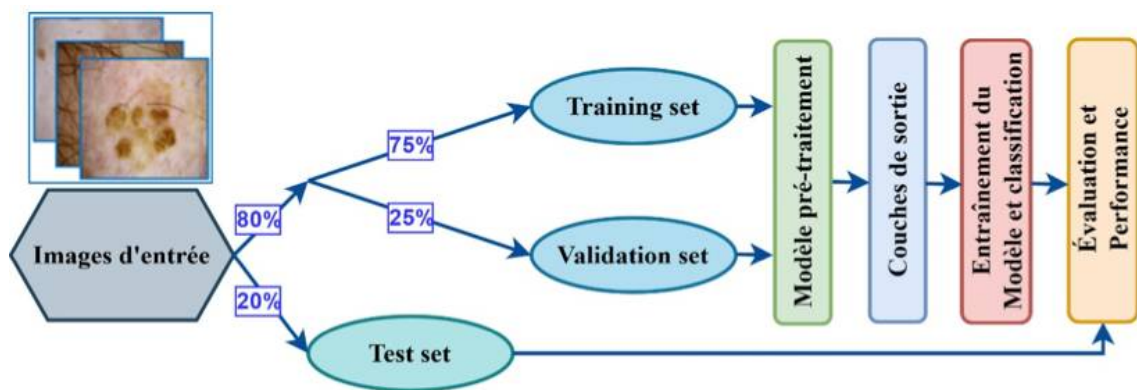 Images d'entrée
80%
20%
75%
25%
Training set
Validation set
Test set
Modèle pré-traitement
Couches de sortie
Entraînement du
Modèle et classification
Évaluation et
Performance